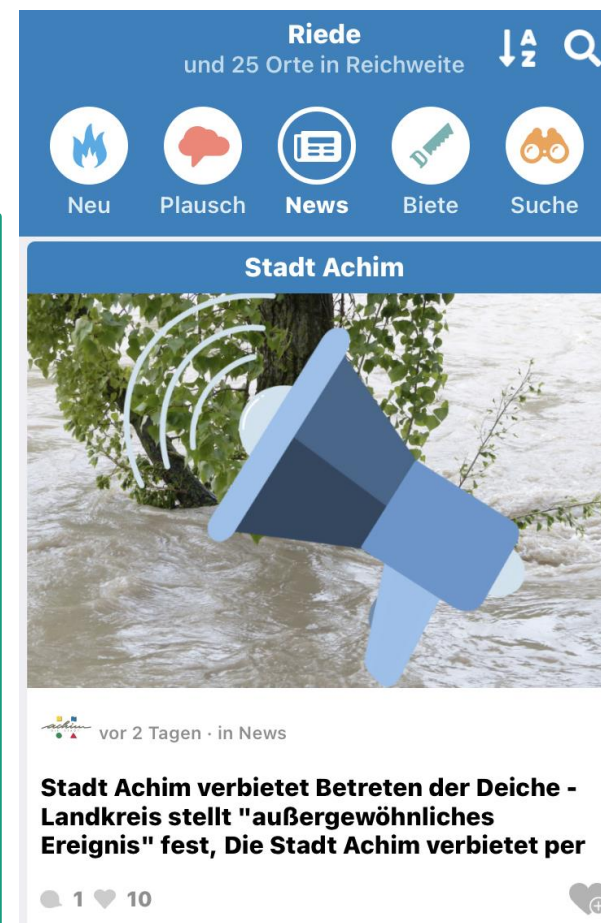 Riede
und 25 Orte in Reichweite
A
Z
Neu
Plausch
News
Biete
Suche
Stadt Achim
achim
vor 2 Tagen · in News
Stadt Achim verbietet Betreten der Deiche -
Landkreis stellt "außergewöhnliches
Ereignis" fest, Die Stadt Achim verbietet per
1
10